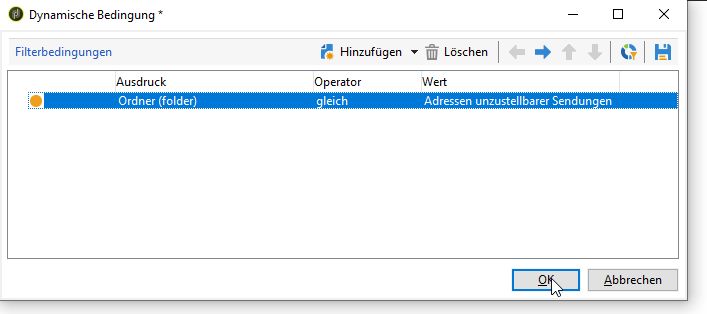 Dynamische Bedingung *
Filterbedingungen Hinzufügen Löschen
Ausdruck Operator Wert
Ordner (folder) gleich Adressen unzustellbarer Sendungen
OK Abbrechen